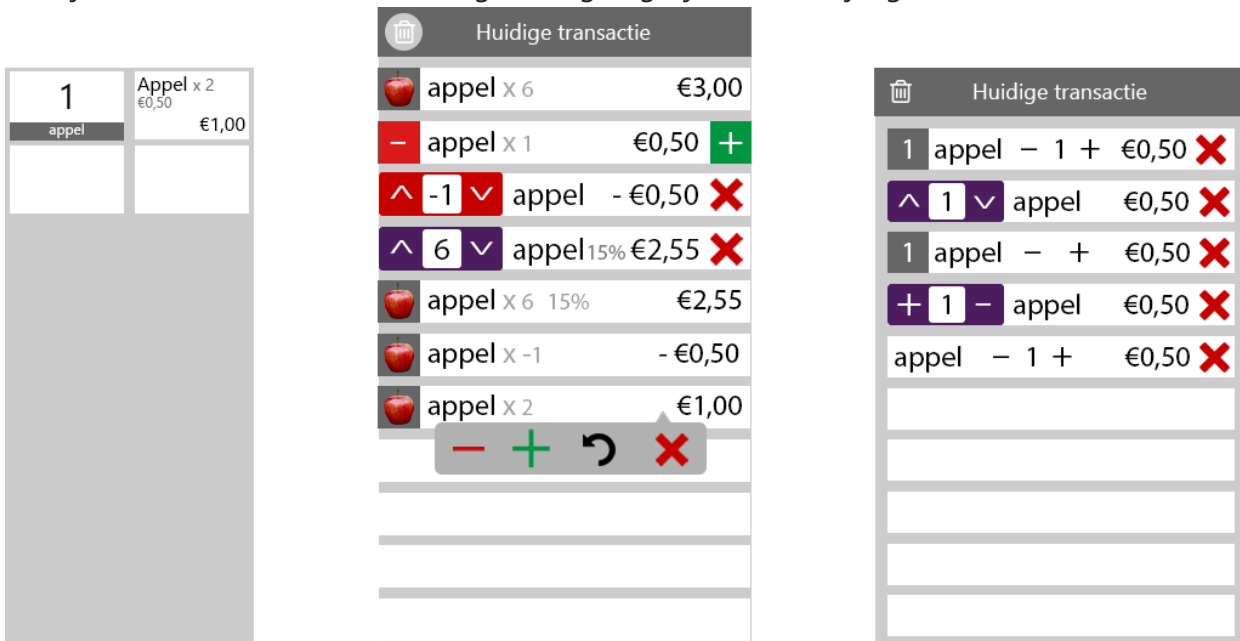 Huidige transactie
1
appel
Appel x 2
€0,50
€1,00
appel x 6 €3,00
− appel x 1 €0,50 +
-1 appel - €0,50
6 appel 15% €2,55
appel x 6 15% €2,55
appel x -1 - €0,50
appel x 2 €1,00
− +
Huidige transactie
1 appel − 1 + €0,50
1 appel €0,50
1 appel − + €0,50
+ 1 − appel €0,50
appel − 1 + €0,50